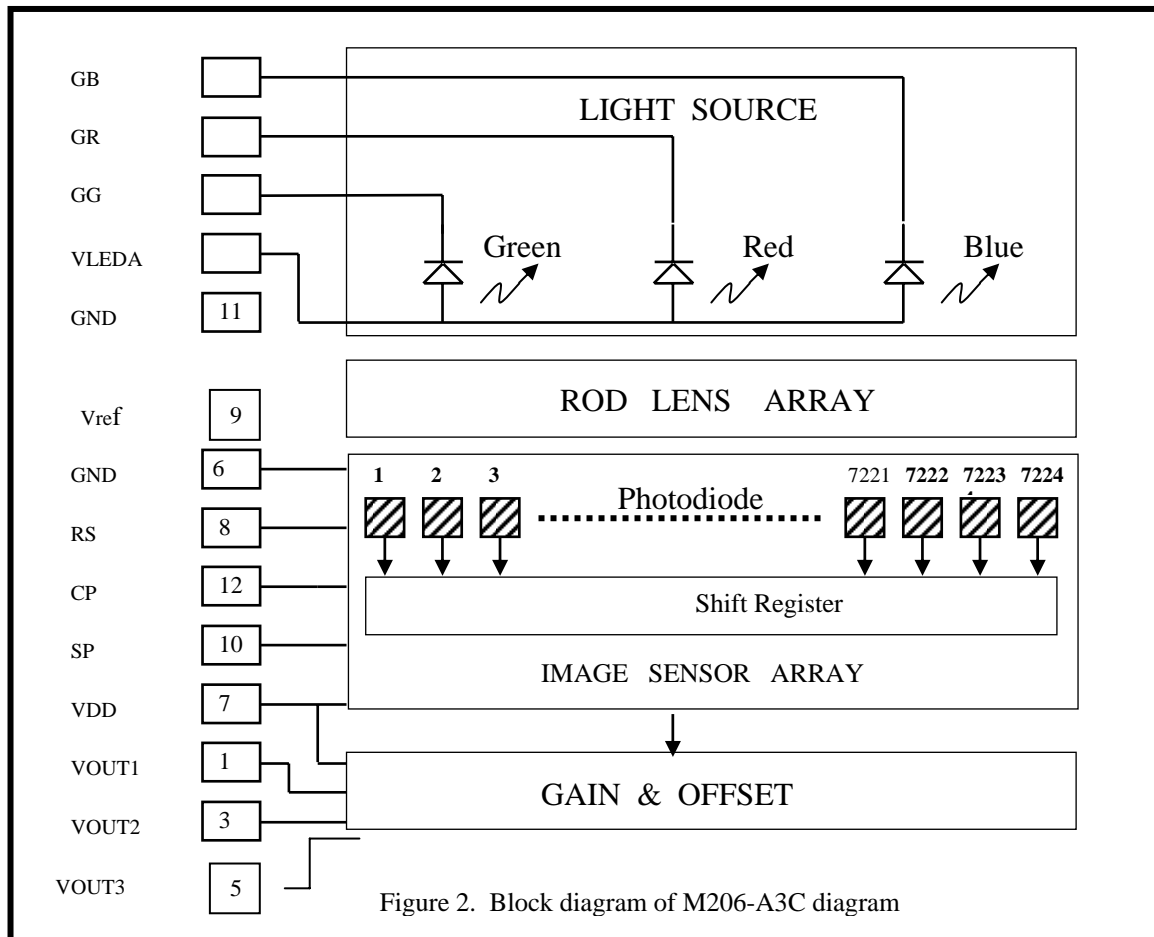 GB
LIGHT SOURCE
GR
GG
Green Red Blue
VLEDA
GND 11
ROD LENS ARRAY
Vref 9
GND 6
1 2 3 7221 7222 7223 7224
Photodiode
RS 8
CP 12
Shift Register
SP 10
IMAGE SENSOR ARRAY
VDD 7
VOUT1 1
GAIN & OFFSET
VOUT2 3
VOUT3 5
Figure 2. Block diagram of M206-A3C diagram